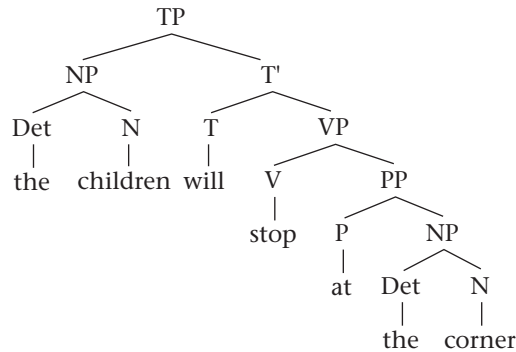 TP
NP T'
Det N T VP
the children will V PP
stop P NP
at Det N
the corner